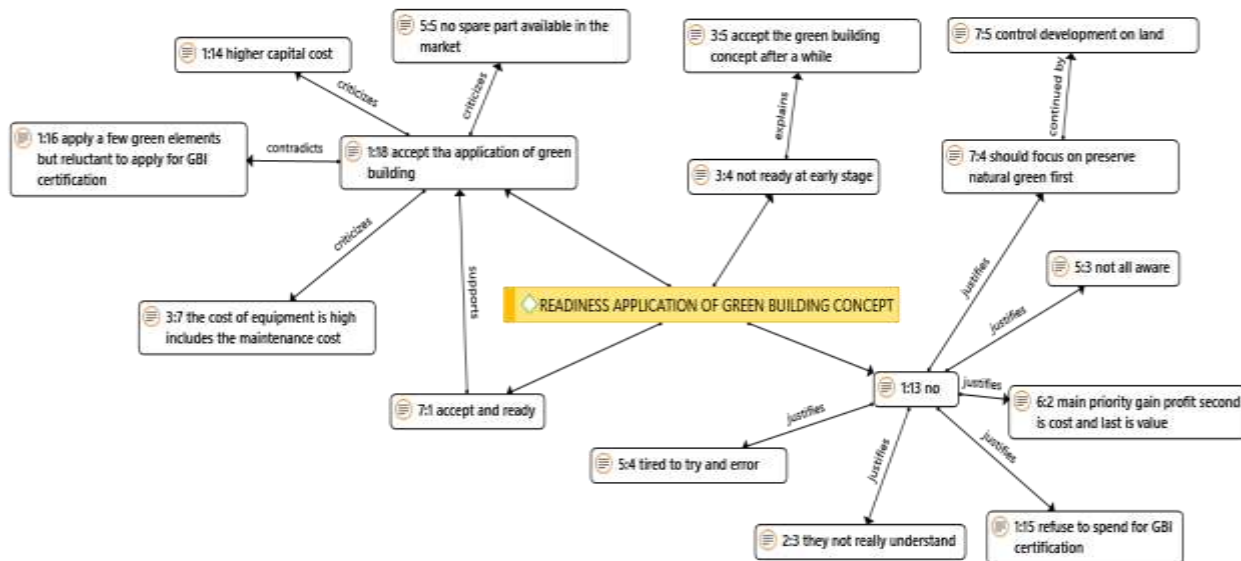 5:5 no spare part available in the
market
3:5 accept the green building
concept after a while
7:5 control development on land
1:14 higher capital cost
criticizes
criticizes
explains
continued by
1:16 apply a few green elements
but reluctant to apply for GBI
certification
contradicts
1:18 accept tha application of green
building
3:4 not ready at early stage
7:4 should focus on preserve
natural green first
criticizes
supports
justifies
5:3 not all aware
justifies
READINESS APPLICATION OF GREEN BUILDING CONCEPT
3:7 the cost of equipment is high
includes the maintenance cost
7:1 accept and ready
1:13 no
justifies
6:2 main priority gain profit second
is cost and last is value
justifies
5:4 tired to try and error
justifies
justifies
2:3 they not really understand
1:15 refuse to spend for GBI
certification